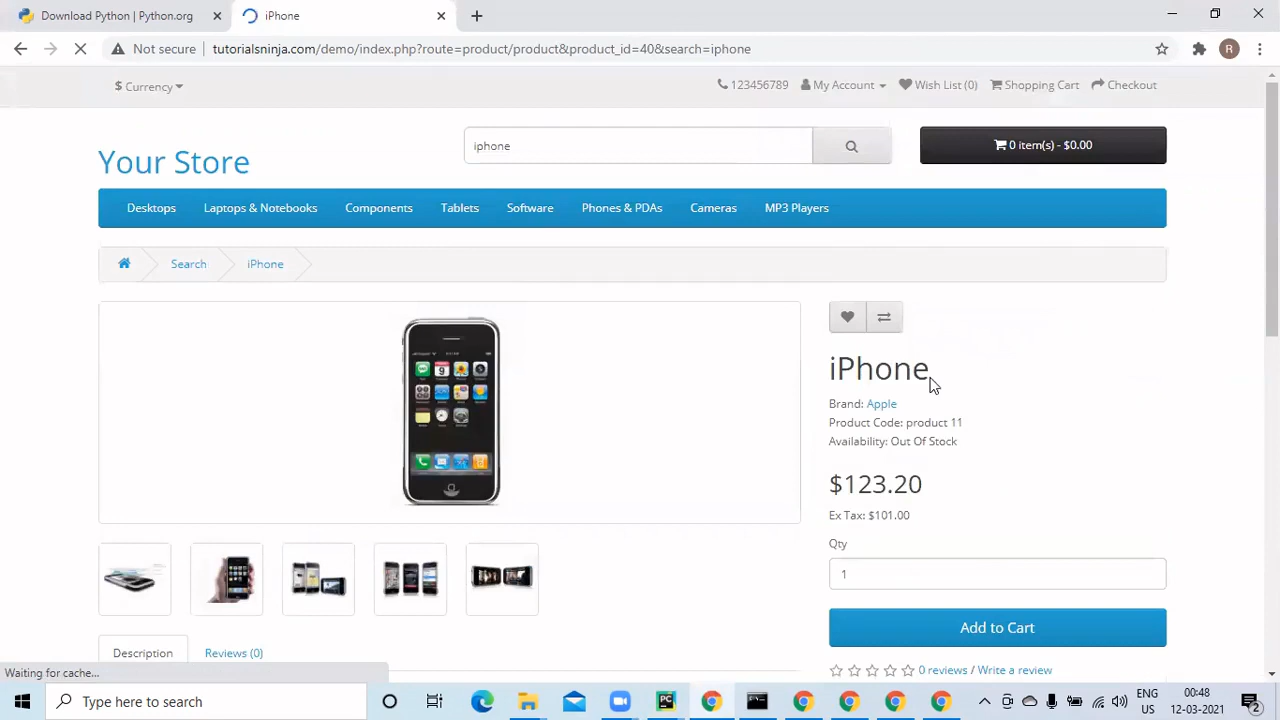 Download Python | Python.org
iPhone
Not secure tutorialsninja.com/demo/index.php?route=product/product&product_id=40&search=iphone
R
$ Currency
123456789 My Account Wish List (0) Shopping Cart Checkout
Your Store
iphone
0 item(s) - $0.00
Desktops Laptops & Notebooks Components Tablets Software Phones & PDAs Cameras MP3 Players
Search iPhone
iPhone
Brand: Apple
Product Code: product 11
Availability: Out Of Stock
$123.20
Ex Tax: $101.00
Qty
1
Add to Cart
Description Reviews (0)
0 reviews / Write a review
Waiting for cache...
Type here to search
PC
ENG
US
00:48
12-03-2021
2